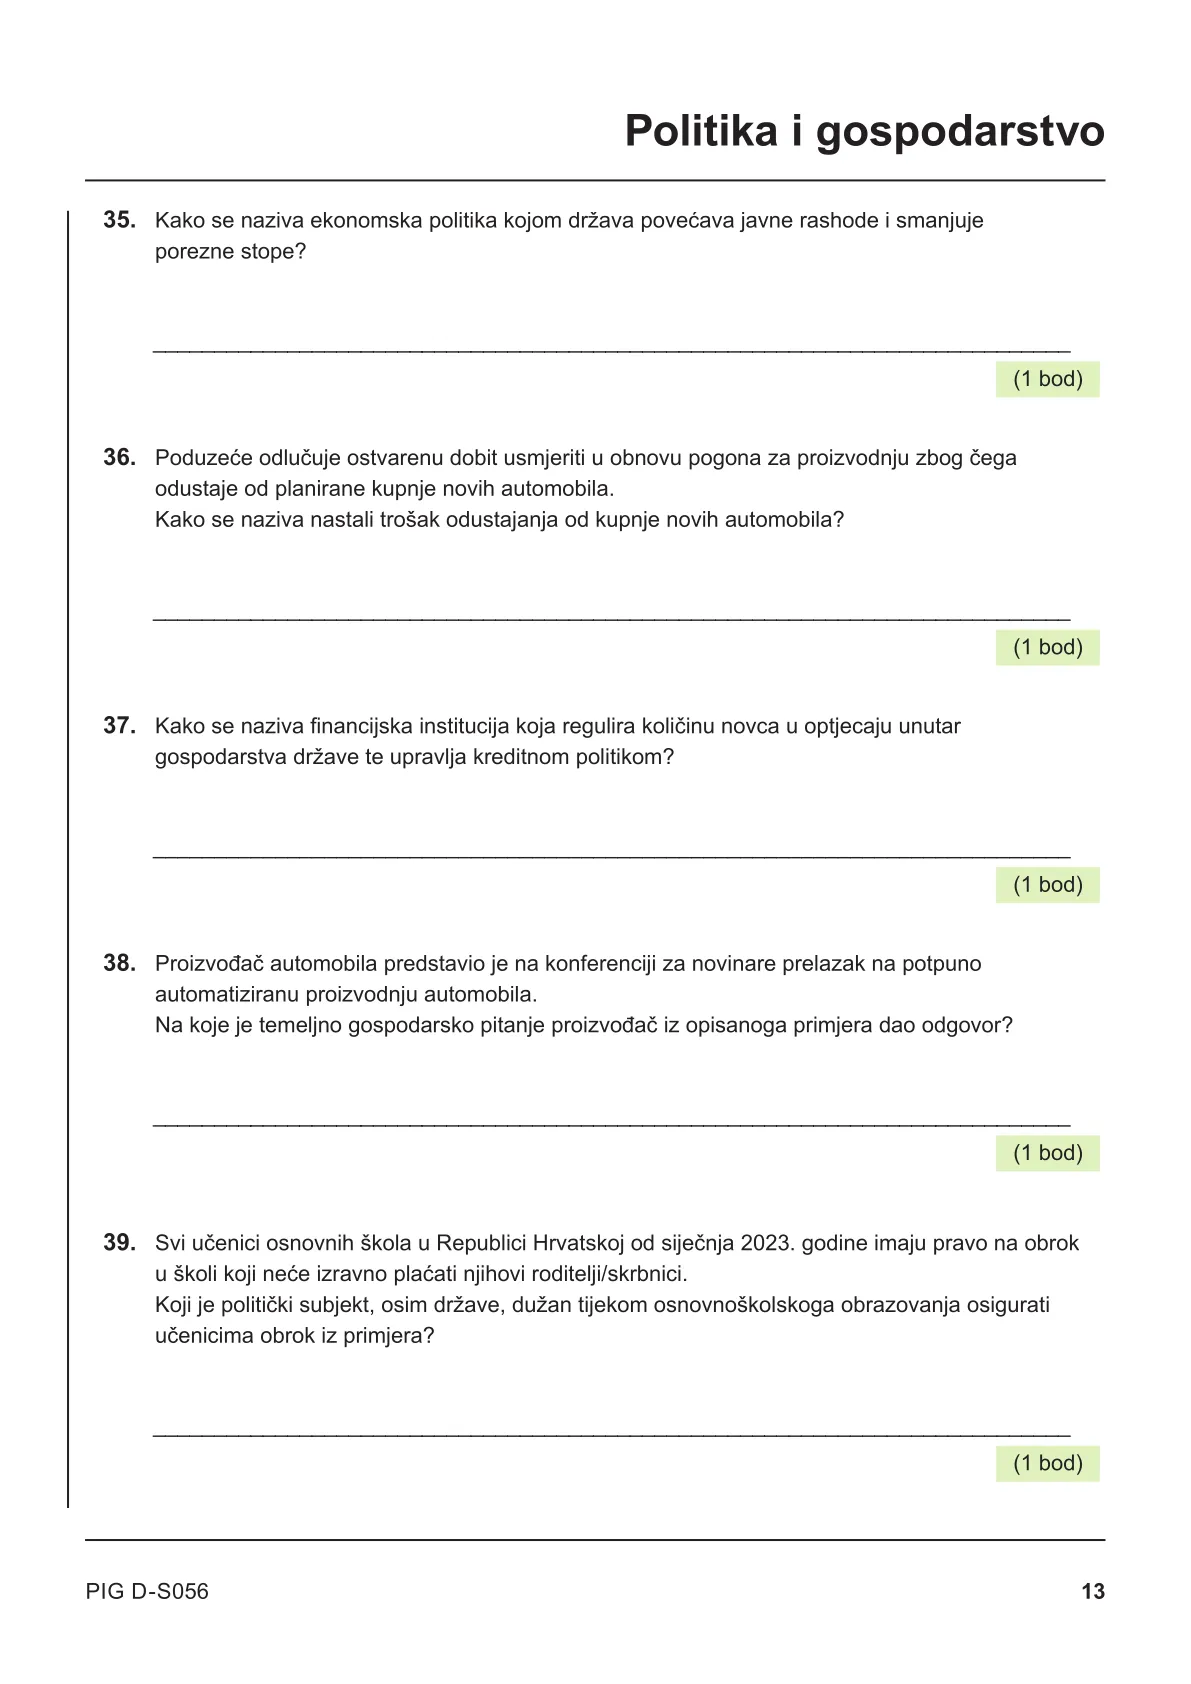 Politika i gospodarstvo
35. Kako se naziva ekonomska politika kojom država povećava javne rashode i smanjuje
porezne stope?
(1 bod)
36. Poduzeće odlučuje ostvarenu dobit usmjeriti u obnovu pogona za proizvodnju zbog čega
odustaje od planirane kupnje novih automobila.
Kako se naziva nastali trošak odustajanja od kupnje novih automobila?
(1 bod)
37. Kako se naziva financijska institucija koja regulira količinu novca u optjecaju unutar
gospodarstva države te upravlja kreditnom politikom?
(1 bod)
38. Proizvođač automobila predstavio je na konferenciji za novinare prelazak na potpuno
automatiziranu proizvodnju automobila.
Na koje je temeljno gospodarsko pitanje proizvođač iz opisanoga primjera dao odgovor?
(1 bod)
39. Svi učenici osnovnih škola u Republici Hrvatskoj od siječnja 2023. godine imaju pravo na obrok
u školi koji neće izravno plaćati njihovi roditelji/skrbnici.
Koji je politički subjekt, osim države, dužan tijekom osnovnoškolskoga obrazovanja osigurati
učenicima obrok iz primjera?
(1 bod)
PIG D-S056
13